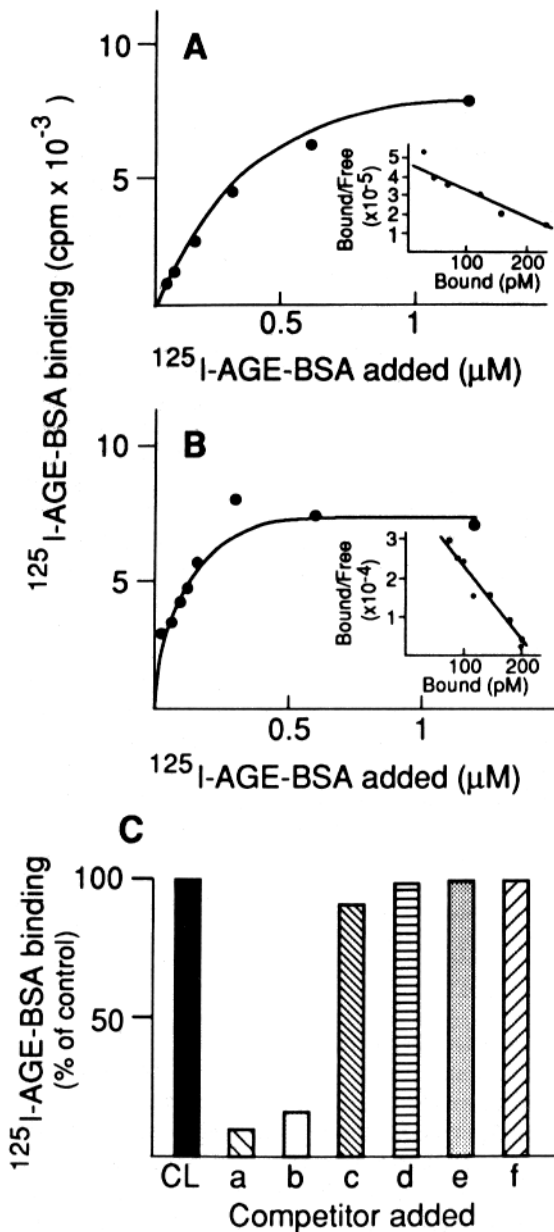 A
¹²⁵I-AGE-BSA binding (cpm x 10⁻³)
10
5
0.5
1
¹²⁵I-AGE-BSA added (μM)
Bound/Free
(x10⁻⁵)
5
4
3
2
1
100
200
Bound (pM)
B
10
5
0.5
1
¹²⁵I-AGE-BSA added (μM)
Bound/Free
(x10⁻⁴)
3
2
1
100
200
Bound (pM)
C
¹²⁵I-AGE-BSA binding
(% of control)
100
50
CL a b c d e f
Competitor added